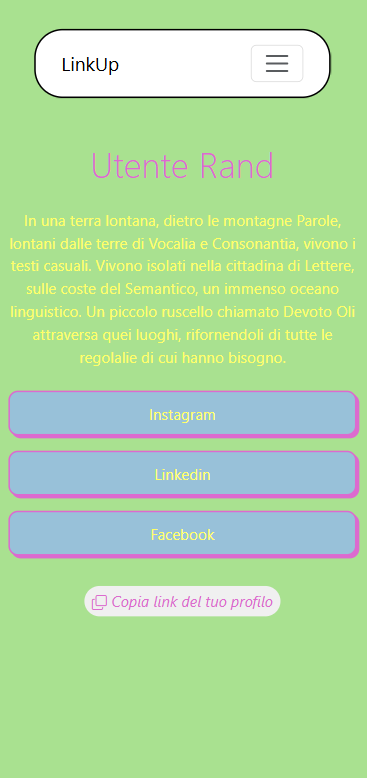 LinkUp
Utente Rand
In una terra lontana, dietro le montagne Parole,
lontani dalle terre di Vocalia e Consonantia, vivono i
testi casuali. Vivono isolati nella cittadina di Lettere,
sulle coste del Semantico, un immenso oceano
linguistico. Un piccolo ruscello chiamato Devoto Oli
attraversa quei luoghi, rifornendoli di tutte le
regolalie di cui hanno bisogno.
Instagram
Linkedin
Facebook
Copia link del tuo profilo